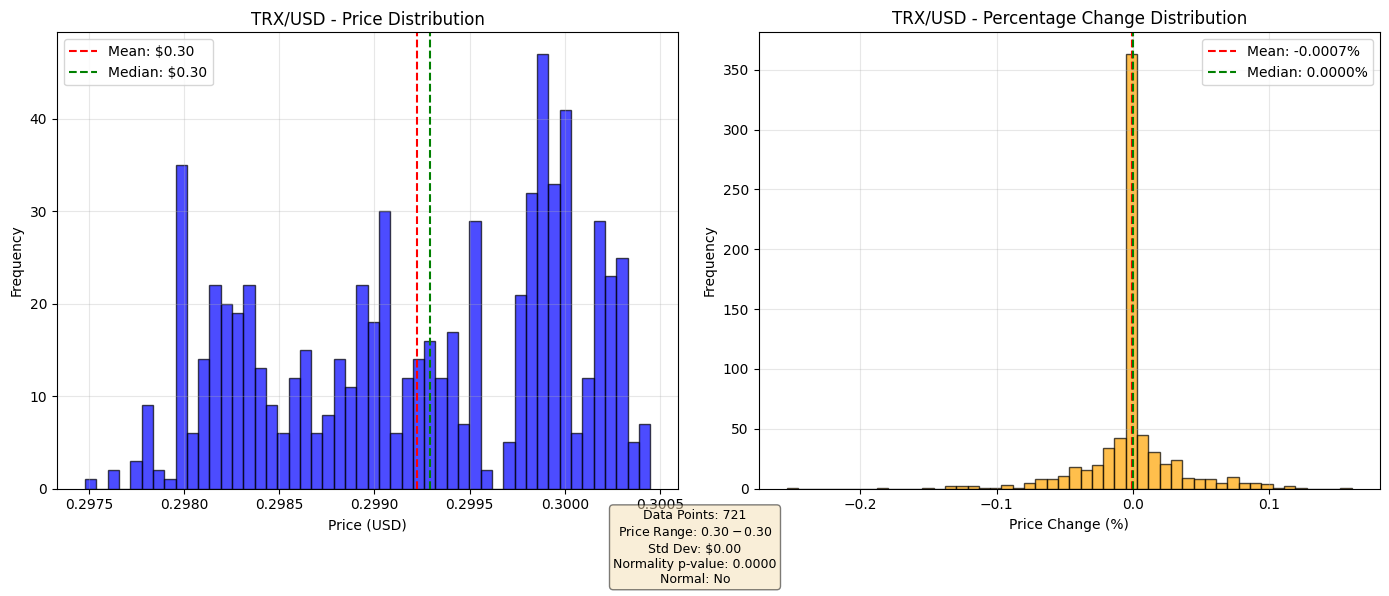 TRX/USD - Price Distribution
Mean: $0.30
Median: $0.30
Frequency
0
10
20
30
40
0.2975
0.2980
0.2985
0.2990
0.2995
0.3000
0.3005
Price (USD)
TRX/USD - Percentage Change Distribution
Mean: -0.0007%
Median: 0.0000%
Frequency
0
50
100
150
200
250
300
350
−0.2
−0.1
0.0
0.1
Price Change (%)
Data Points: 721
Price Range: 0.30 − 0.30
Std Dev: $0.00
Normality p-value: 0.0000
Normal: No